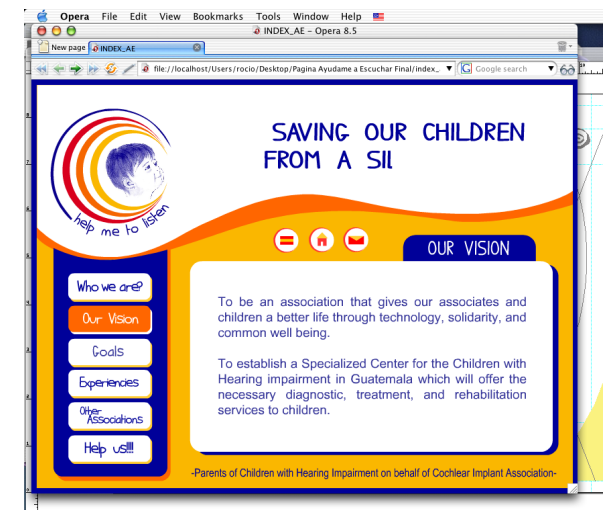 Opera File Edit View Bookmarks Tools Window Help
INDEX_AE - Opera 8.5
New page INDEX_AE
file://localhost/Users/rocio/Desktop/Pagina Ayudame a Escuchar Final/index_ G Google search
SAVING OUR CHILDREN
FROM A SIL
help me to listen
OUR VISION
Who we are?
Our Vision
Goals
Experiencies
Other
Associations
Help us!!!
To be an association that gives our associates and
children a better life through technology, solidarity, and
common well being.
To establish a Specialized Center for the Children with
Hearing impairment in Guatemala which will offer the
necessary diagnostic, treatment, and rehabilitation
services to children.
-Parents of Children with Hearing Impairment on behalf of Cochlear Implant Association-